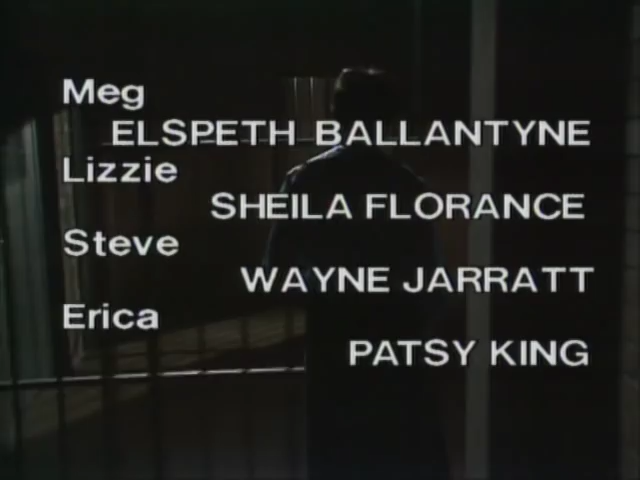 Meg
ELSPETH BALLANTYNE
Lizzie
SHEILA FLORANCE
Steve
WAYNE JARRATT
Erica
PATSY KING